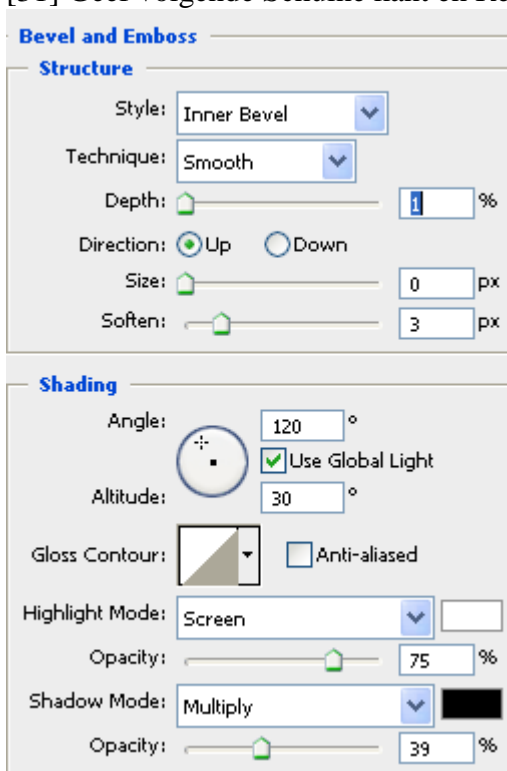 Bevel and Emboss
Structure
Style: Inner Bevel
Technique: Smooth
Depth: 1 %
Direction: Up Down
Size: 0 px
Soften: 3 px
Shading
Angle: 120 °
Use Global Light
Altitude: 30 °
Gloss Contour: Anti-aliased
Highlight Mode: Screen
Opacity: 75 %
Shadow Mode: Multiply
Opacity: 39 %